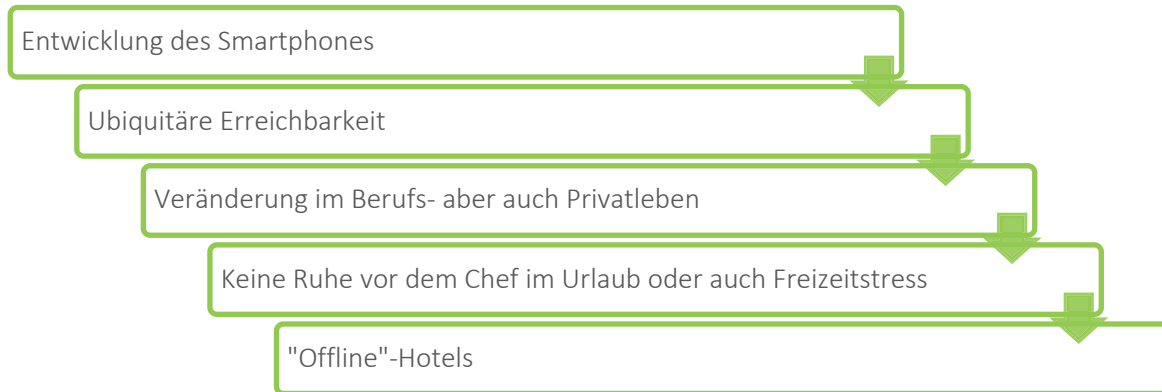 Entwicklung des Smartphones
Ubiquitäre Erreichbarkeit
Veränderung im Berufs- aber auch Privatleben
Keine Ruhe vor dem Chef im Urlaub oder auch Freizeitstress
"Offline"-Hotels